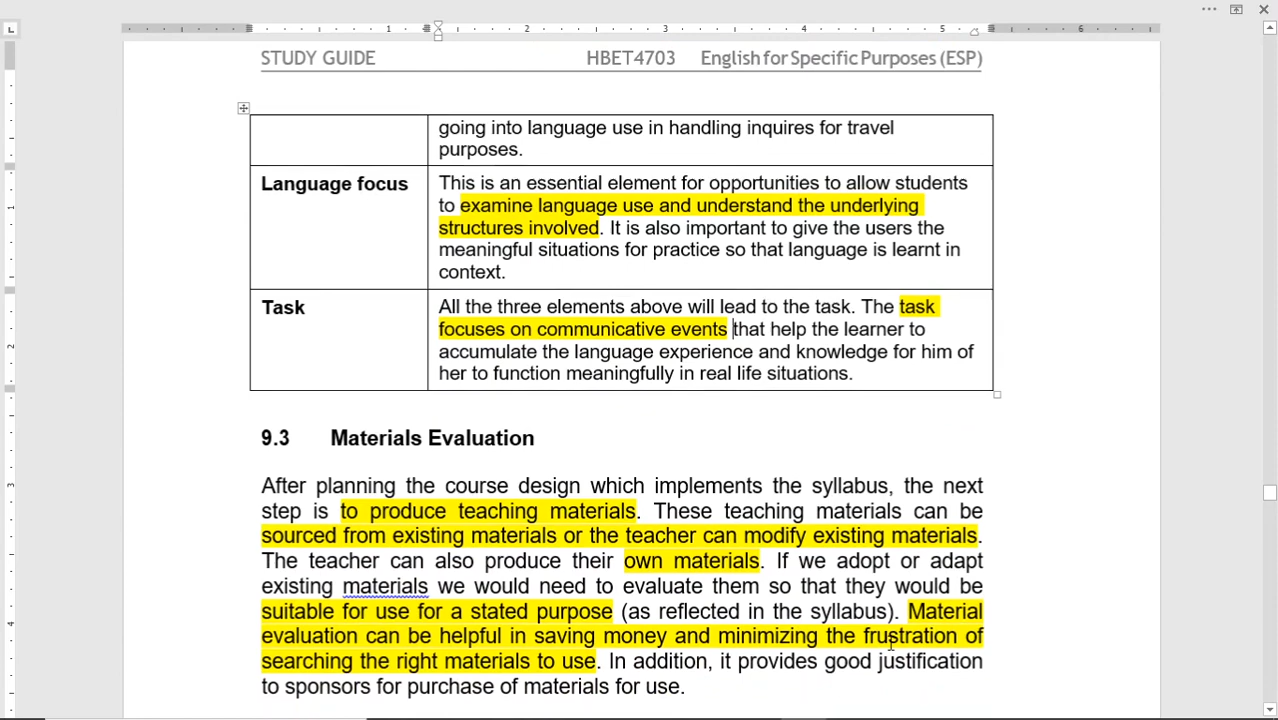 1 2 3 4 5 6
STUDY GUIDE HBET4703 English for Specific Purposes (ESP)
going into language use in handling inquires for travel
purposes.
Language focus This is an essential element for opportunities to allow students
to examine language use and understand the underlying
structures involved. It is also important to give the users the
meaningful situations for practice so that language is learnt in
context.
Task All the three elements above will lead to the task. The task
focuses on communicative events that help the learner to
accumulate the language experience and knowledge for him of
her to function meaningfully in real life situations.
9.3 Materials Evaluation
After planning the course design which implements the syllabus, the next
step is to produce teaching materials. These teaching materials can be
sourced from existing materials or the teacher can modify existing materials.
The teacher can also produce their own materials. If we adopt or adapt
existing materials we would need to evaluate them so that they would be
suitable for use for a stated purpose (as reflected in the syllabus). Material
evaluation can be helpful in saving money and minimizing the frustration of
searching the right materials to use. In addition, it provides good justification
to sponsors for purchase of materials for use.
1
2
3
4